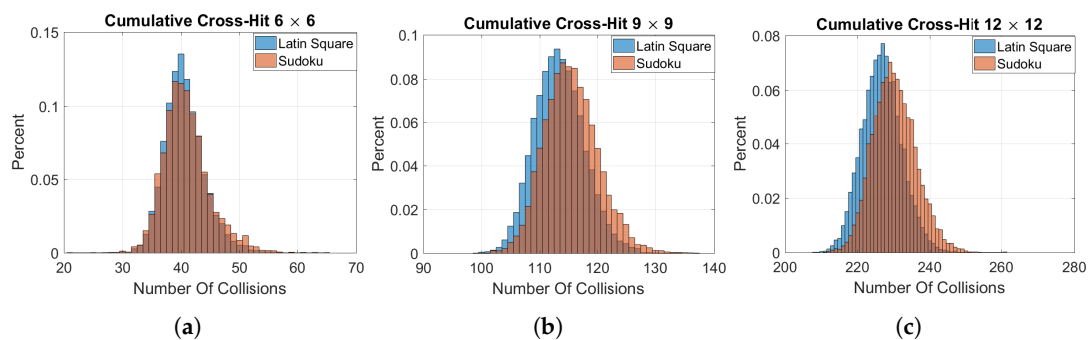 Cumulative Cross-Hit 6 × 6
0.15
0.1
0.05
0
Percent
Latin Square
Sudoku
20 30 40 50 60 70
Number Of Collisions
(a)
Cumulative Cross-Hit 9 × 9
0.1
0.08
0.06
0.04
0.02
0
Percent
Latin Square
Sudoku
90 100 110 120 130 140
Number Of Collisions
(b)
Cumulative Cross-Hit 12 × 12
0.08
0.06
0.04
0.02
0
Percent
Latin Square
Sudoku
200 220 240 260 280
Number Of Collisions
(c)